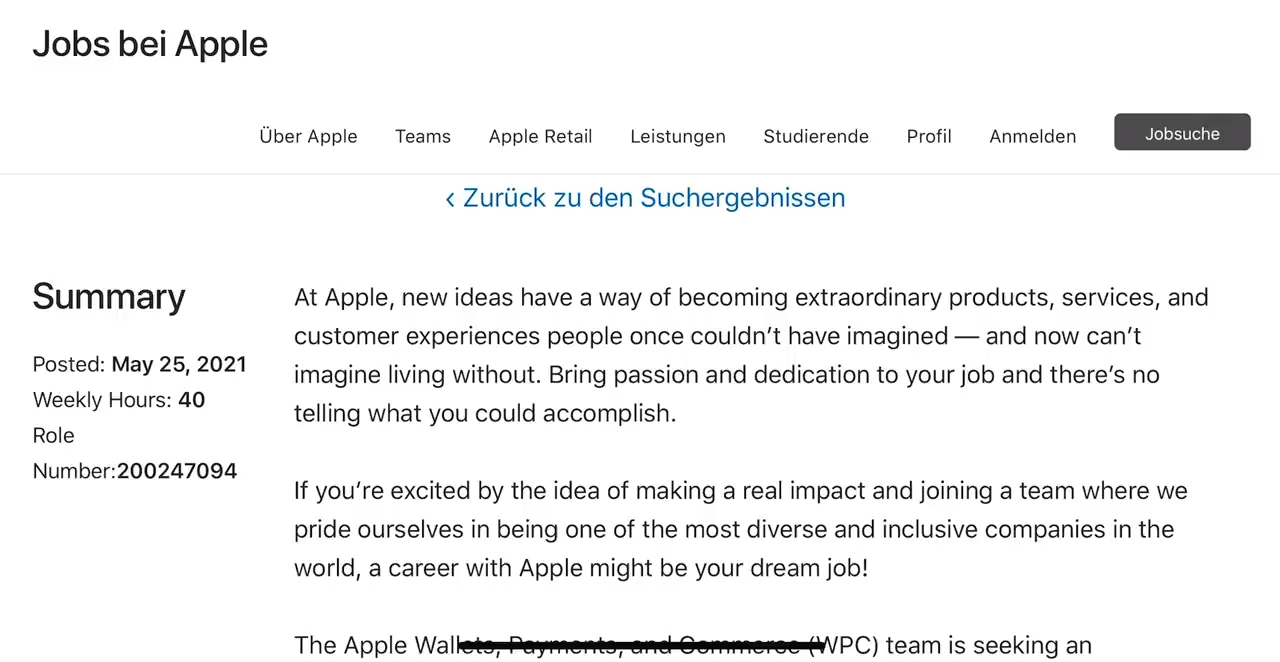 Jobs bei Apple
Über Apple Teams Apple Retail Leistungen Studierende Profil Anmelden Jobsuche
‹ Zurück zu den Suchergebnissen
Summary
Posted: May 25, 2021
Weekly Hours: 40
Role
Number:200247094
At Apple, new ideas have a way of becoming extraordinary products, services, and
customer experiences people once couldn’t have imagined — and now can’t
imagine living without. Bring passion and dedication to your job and there’s no
telling what you could accomplish.
If you’re excited by the idea of making a real impact and joining a team where we
pride ourselves in being one of the most diverse and inclusive companies in the
world, a career with Apple might be your dream job!
The Apple Wallets, Payments, and Commerce (WPC) team is seeking an